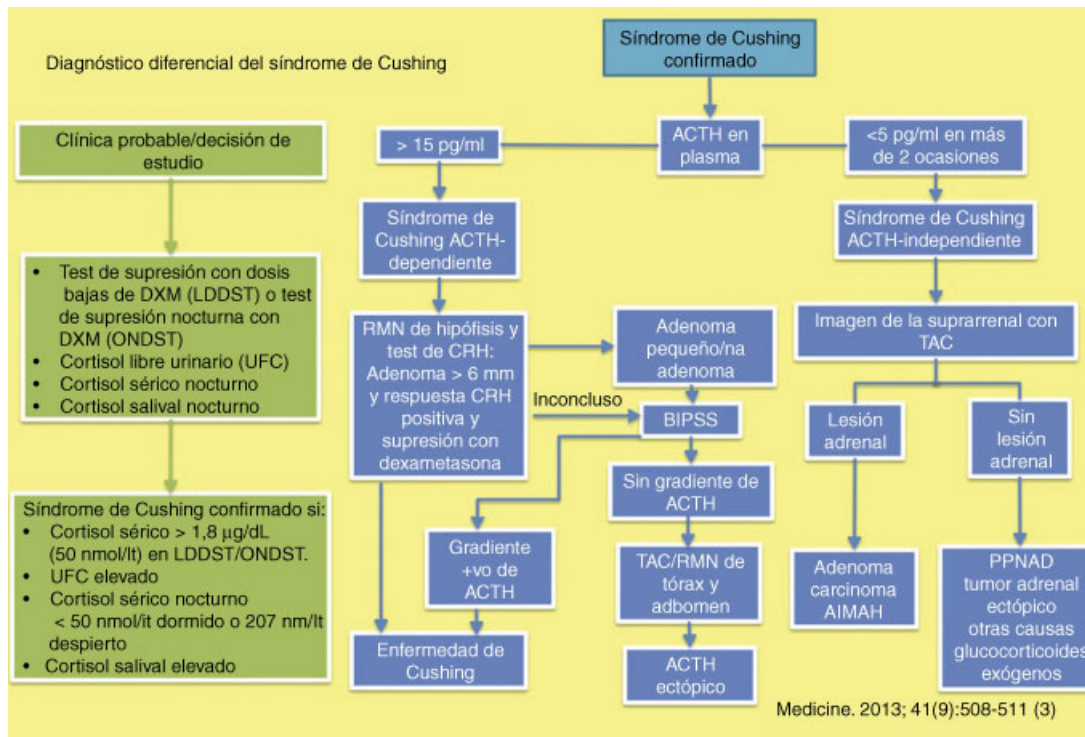 Diagnóstico diferencial del síndrome de Cushing
Clínica probable/decisión de
estudio
• Test de supresión con dosis
bajas de DXM (LDDST) o test
de supresión nocturna con
DXM (ONDST)
• Cortisol libre urinario (UFC)
• Cortisol sérico nocturno
• Cortisol salival nocturno
Síndrome de Cushing confirmado si:
• Cortisol sérico > 1,8 µg/dL
(50 nmol/lt) en LDDST/ONDST.
• UFC elevado
• Cortisol sérico nocturno
< 50 nmol/it dormido o 207 nm/lt
despierto
• Cortisol salival elevado
Síndrome de Cushing
confirmado
> 15 pg/ml
ACTH en
plasma
<5 pg/ml en más
de 2 ocasiones
Síndrome de
Cushing ACTH-
dependiente
Síndrome de Cushing
ACTH-independiente
RMN de hipófisis y
test de CRH:
Adenoma > 6 mm
y respuesta CRH
positiva y
supresión con
dexametasona
Adenoma
pequeño/na
adenoma
Imagen de la suprarrenal con
TAC
Inconcluso
BIPSS
Lesión
adrenal
Sin
lesión
adrenal
Sin gradiente de
ACTH
Gradiente
+vo de
ACTH
TAC/RMN de
tórax y
adbomen
Adenoma
carcinoma
AIMAH
PPNAD
tumor adrenal
ectópico
otras causas
glucocorticoides
exógenos
Enfermedad de
Cushing
ACTH
ectópico
Medicine. 2013; 41(9):508-511 (3)